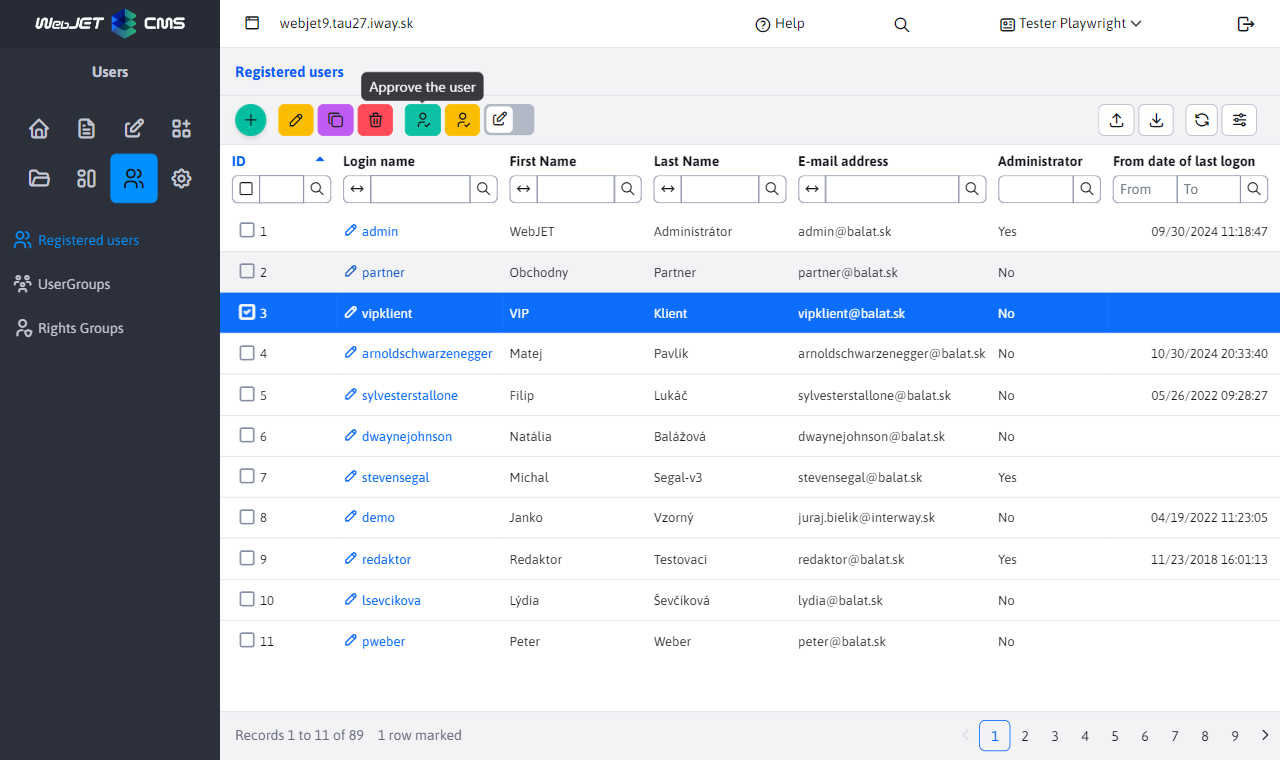 WebJET CMS
webjet9.tau27.iway.sk
Help
Tester Playwright
Users
Registered users
UserGroups
Rights Groups
Registered users
Approve the user
ID Login name First Name Last Name E-mail address Administrator From date of last logon
From To
1 admin WebJET Administrátor admin@balat.sk Yes 09/30/2024 11:18:47
2 partner Obchodny Partner partner@balat.sk No
3 vipklient VIP Klient vipklient@balat.sk No
4 arnoldschwarzenegger Matej Pavlík arnoldschwarzenegger@balat.sk No 10/30/2024 20:33:40
5 sylvesterstallone Filip Lukáč sylvesterstallone@balat.sk No 05/26/2022 09:28:27
6 dwaynejohnson Natália Balážová dwaynejohnson@balat.sk No
7 stevensegal Michal Segal-v3 stevensegal@balat.sk Yes
8 demo Janko Vzorný juraj.bielik@interway.sk No 04/19/2022 11:23:05
9 redaktor Redaktor Testovaci redaktor@balat.sk Yes 11/23/2018 16:01:13
10 lsevcikova Lýdia Ševčíková lydia@balat.sk No
11 pweber Peter Weber peter@balat.sk No
Records 1 to 11 of 89 1 row marked
1 2 3 4 5 6 7 8 9